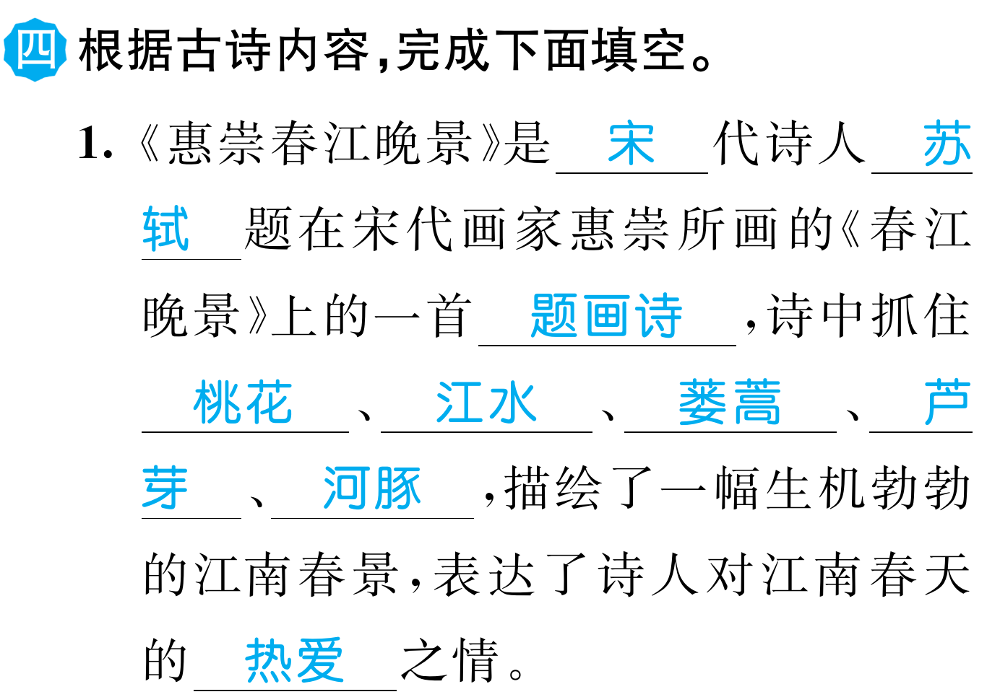 四 根据古诗内容,完成下面填空。
1.《惠崇春江晚景》是 宋 代诗人 苏
轼 题在宋代画家惠崇所画的《春江
晚景》上的一首 题画诗 ,诗中抓住
桃花 、 江水 、 蒌蒿 、 芦
芽 、 河豚 ,描绘了一幅生机勃勃
的江南春景,表达了诗人对江南春天
的 热爱 之情。